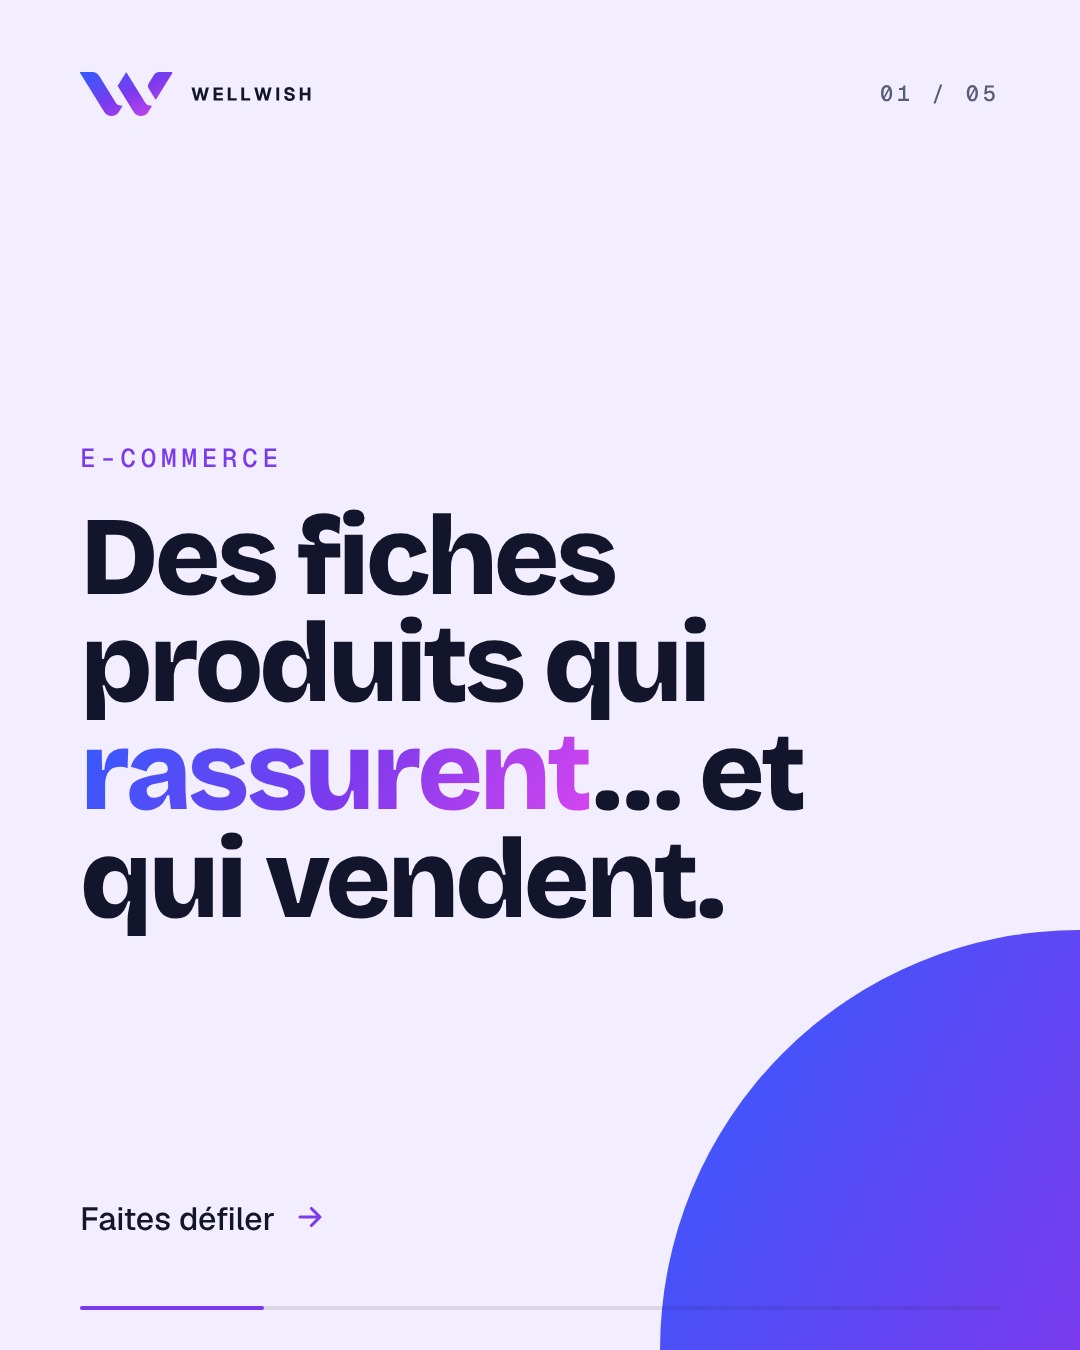 WELLWISH
01 / 05
E-COMMERCE
Des fiches
produits qui
rassurent... et
qui vendent.
Faites défiler →